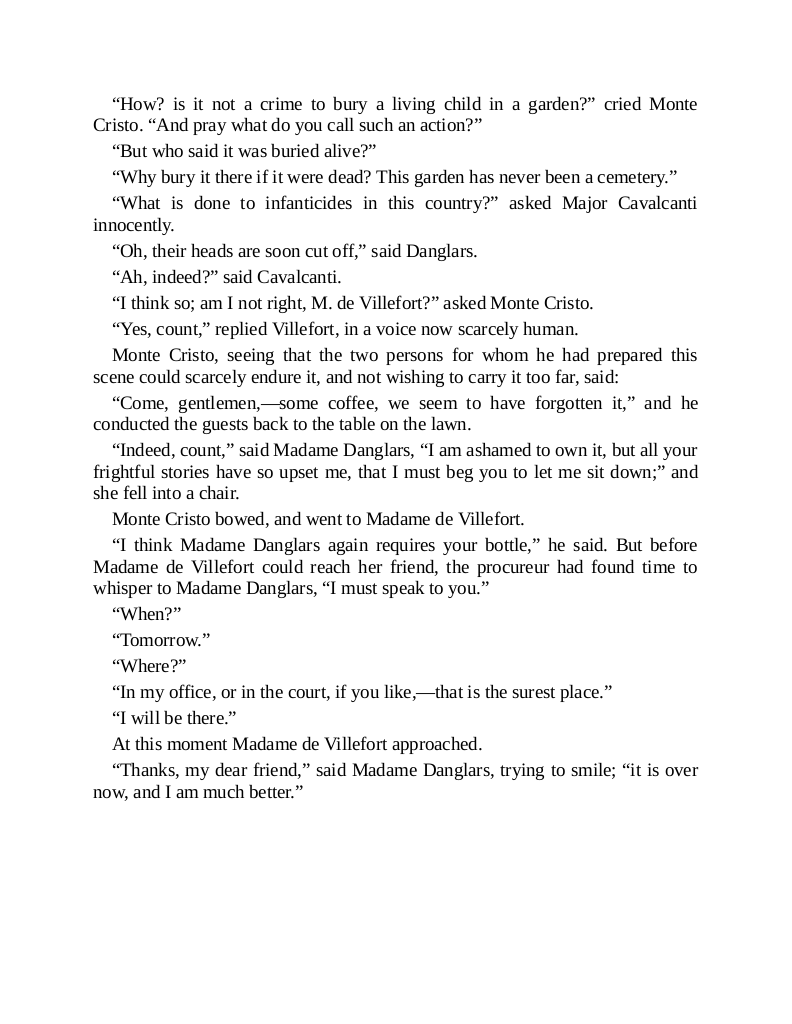 “How? is it not a crime to bury a living child in a garden?” cried Monte
Cristo. “And pray what do you call such an action?”
“But who said it was buried alive?”
“Why bury it there if it were dead? This garden has never been a cemetery.”
“What is done to infanticides in this country?” asked Major Cavalcanti
innocently.
“Oh, their heads are soon cut off,” said Danglars.
“Ah, indeed?” said Cavalcanti.
“I think so; am I not right, M. de Villefort?” asked Monte Cristo.
“Yes, count,” replied Villefort, in a voice now scarcely human.
Monte Cristo, seeing that the two persons for whom he had prepared this
scene could scarcely endure it, and not wishing to carry it too far, said:
“Come, gentlemen,—some coffee, we seem to have forgotten it,” and he
conducted the guests back to the table on the lawn.
“Indeed, count,” said Madame Danglars, “I am ashamed to own it, but all your
frightful stories have so upset me, that I must beg you to let me sit down;” and
she fell into a chair.
Monte Cristo bowed, and went to Madame de Villefort.
“I think Madame Danglars again requires your bottle,” he said. But before
Madame de Villefort could reach her friend, the procureur had found time to
whisper to Madame Danglars, “I must speak to you.”
“When?”
“Tomorrow.”
“Where?”
“In my office, or in the court, if you like,—that is the surest place.”
“I will be there.”
At this moment Madame de Villefort approached.
“Thanks, my dear friend,” said Madame Danglars, trying to smile; “it is over
now, and I am much better.”